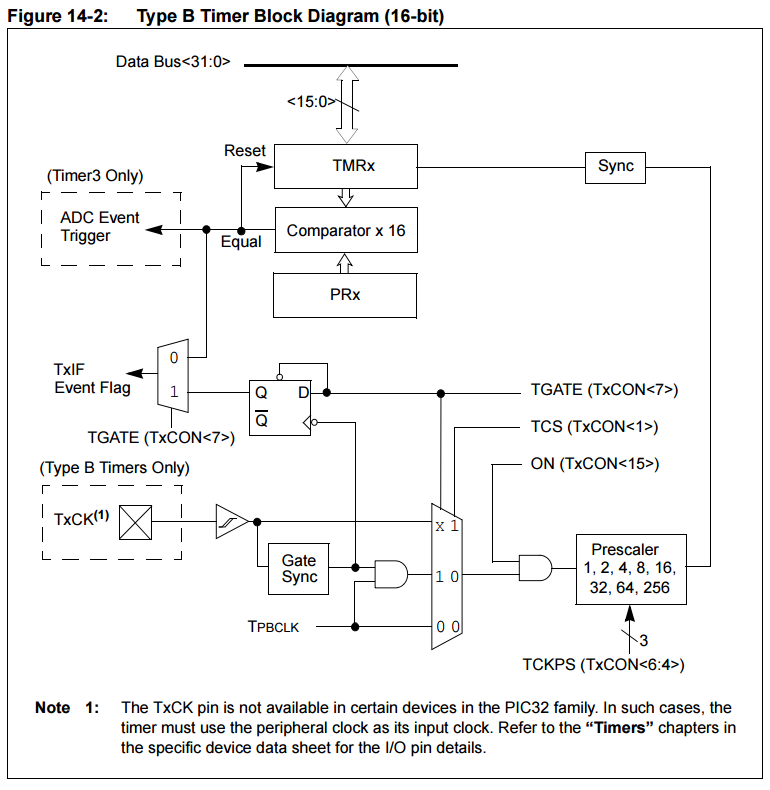 Figure 14-2: Type B Timer Block Diagram (16-bit)
Data Bus<31:0>
<15:0>
Reset
TMRx
Sync
(Timer3 Only)
ADC Event
Trigger
Equal
Comparator x 16
PRx
0
1
TxIF
Event Flag
TGATE (TxCON<7>)
Q
D
Q
TGATE (TxCON<7>)
TCS (TxCON<1>)
ON (TxCON<15>)
(Type B Timers Only)
TxCK(1)
x 1
Gate
Sync
1 0
Prescaler
1, 2, 4, 8, 16,
32, 64, 256
TPBCLK
0 0
3
TCKPS (TxCON<6:4>)
Note 1: The TxCK pin is not available in certain devices in the PIC32 family. In such cases, the
timer must use the peripheral clock as its input clock. Refer to the “Timers” chapters in
the specific device data sheet for the I/O pin details.